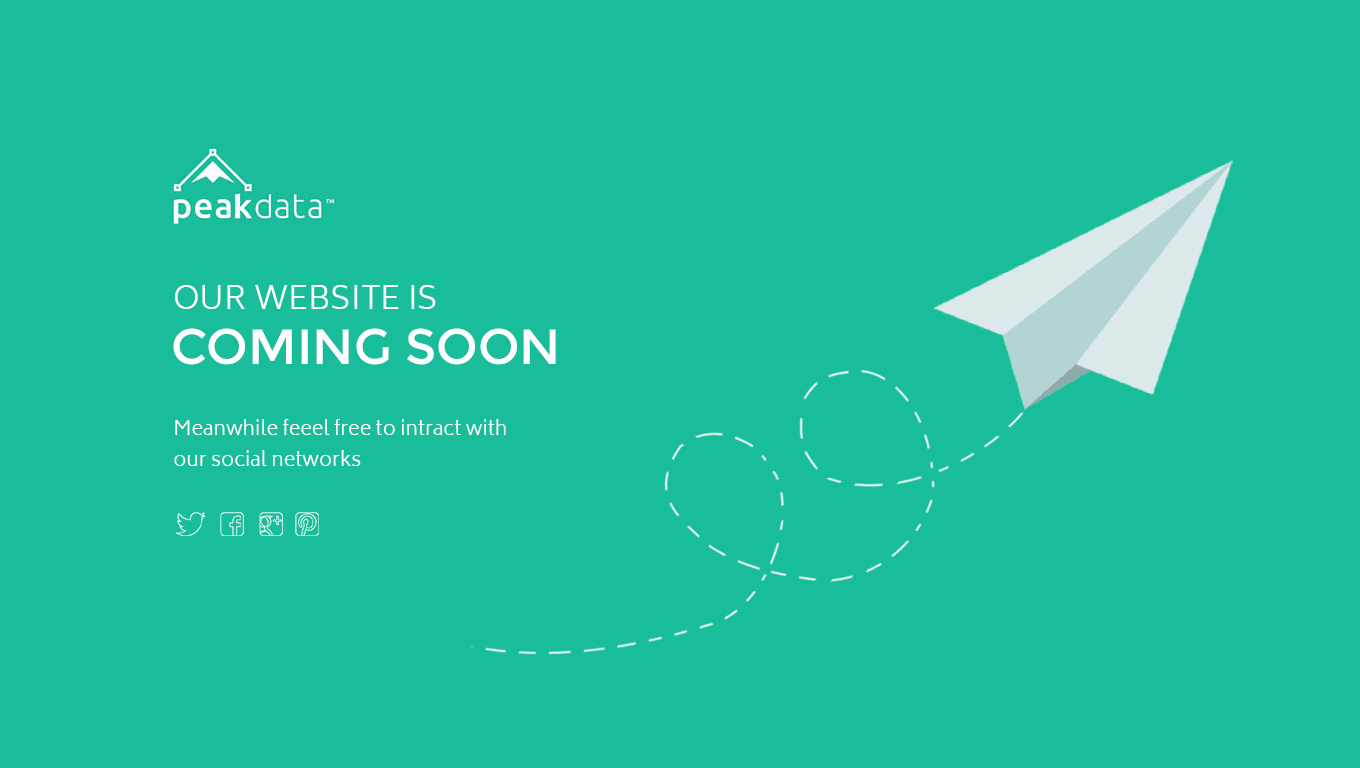 peakdata™
OUR WEBSITE IS
COMING SOON
Meanwhile feeel free to intract with
our social networks